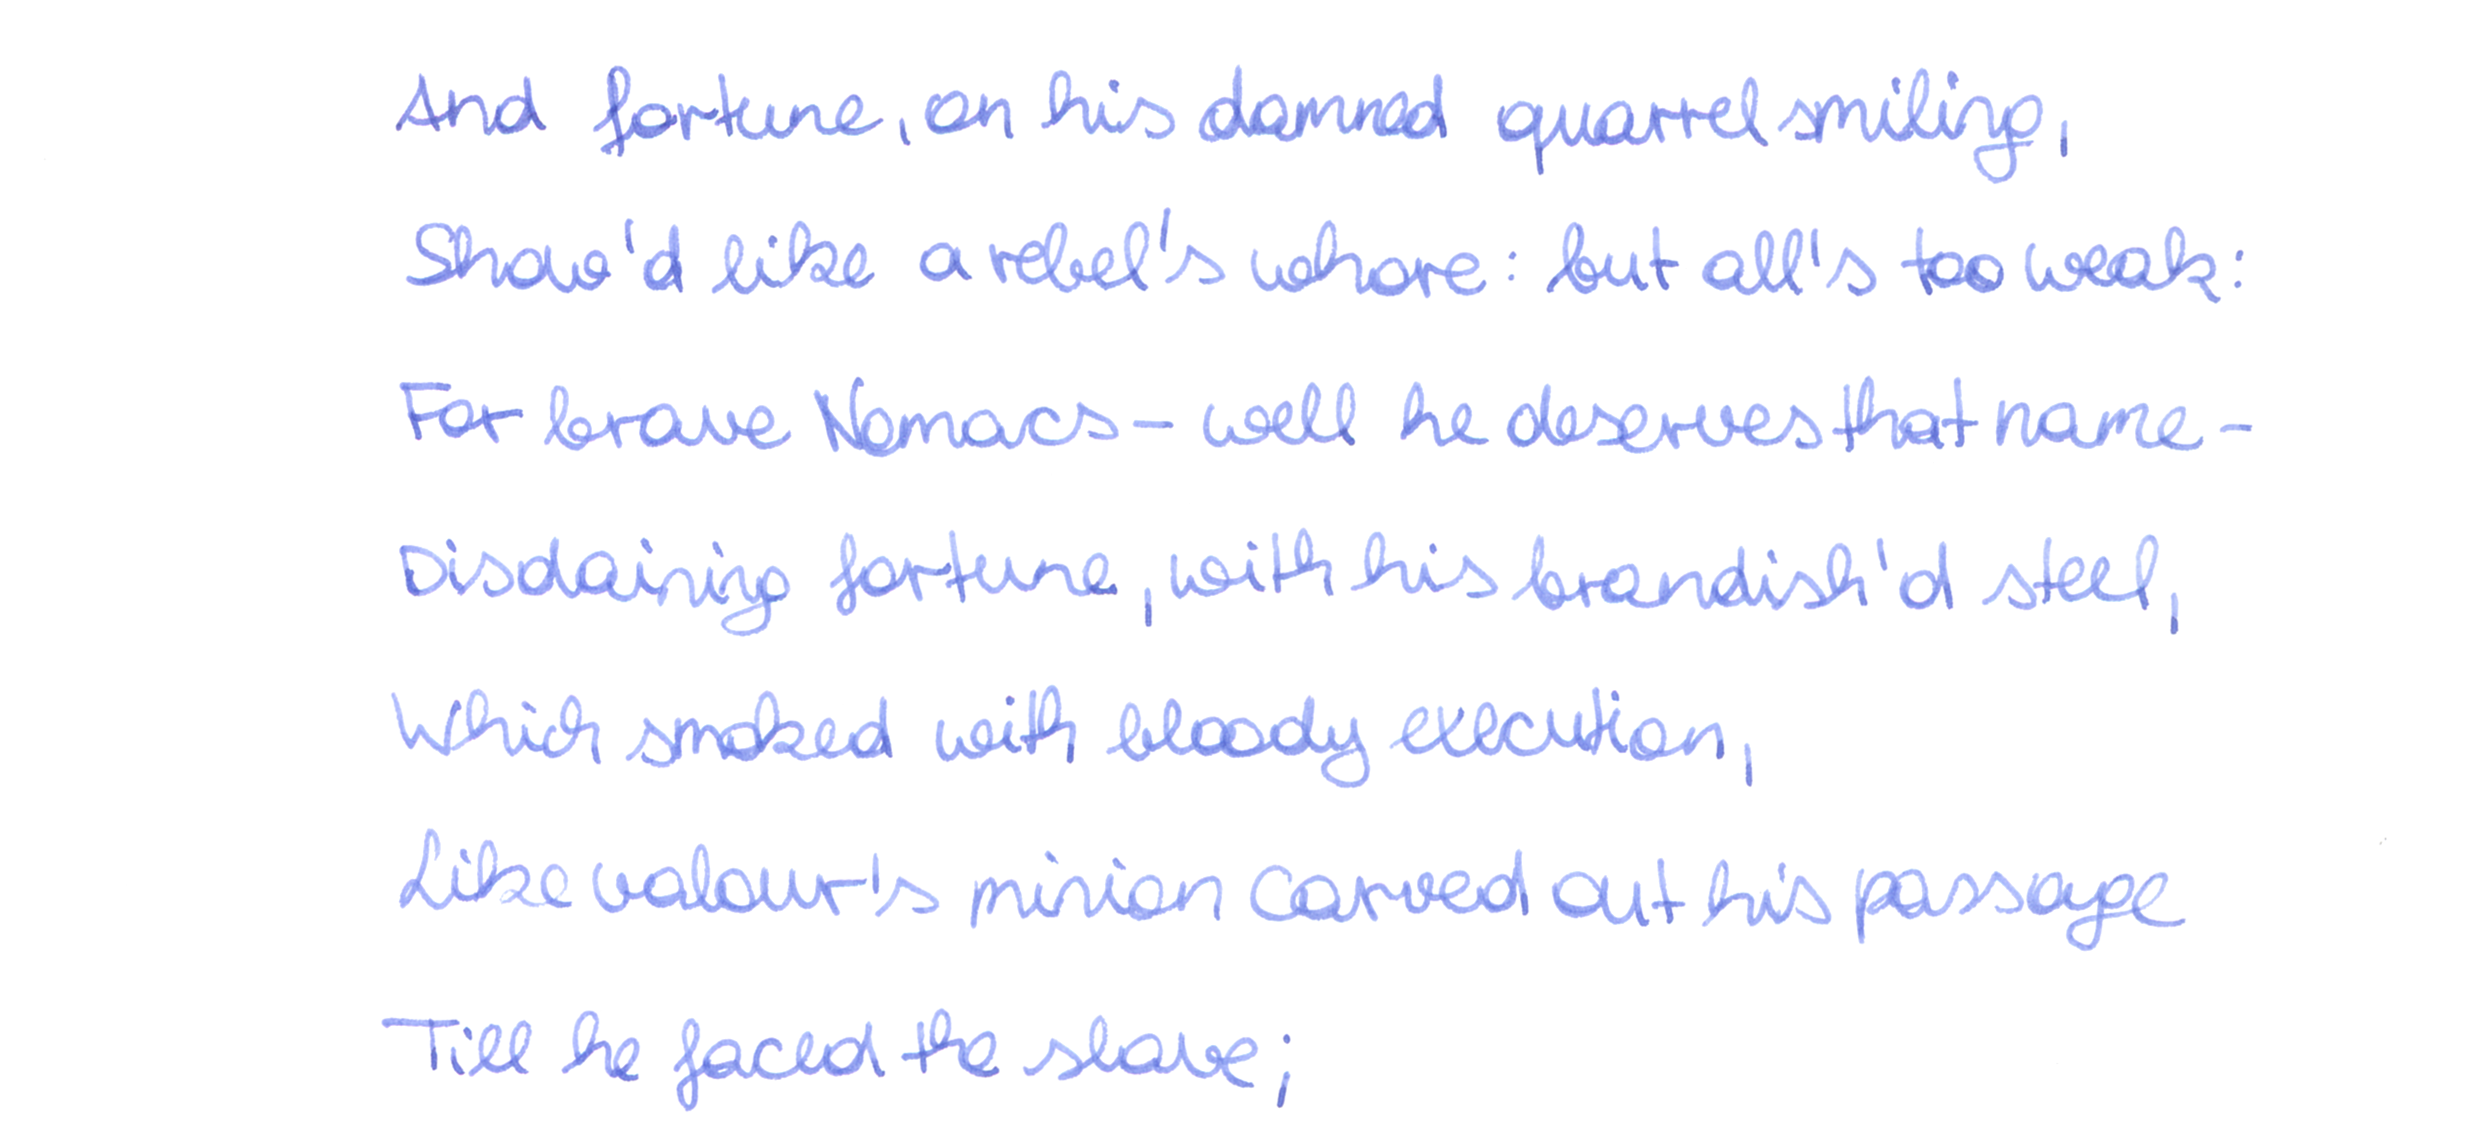 And fortune, on his damned quarrel smiling,
Show'd like a rebel's whore: but all's too weak:
For brave Nomacs - well he deserves that name -
Disdaining fortune, with his brandish'd steel,
Which smoked with bloody execution,
Like valour's minion carved out his passage
Till he faced the slave;